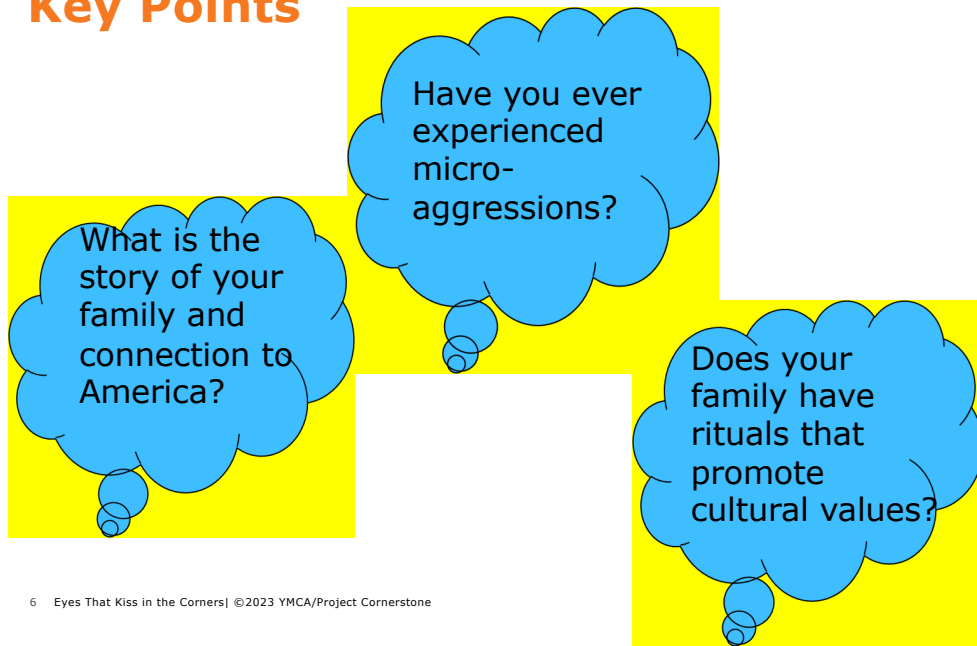 Key Points
Have you ever
experienced
micro-
aggressions?
What is the
story of your
family and
connection to
America?
Does your
family have
rituals that
promote
cultural values?
6 Eyes That Kiss in the Corners| ©2023 YMCA/Project Cornerstone